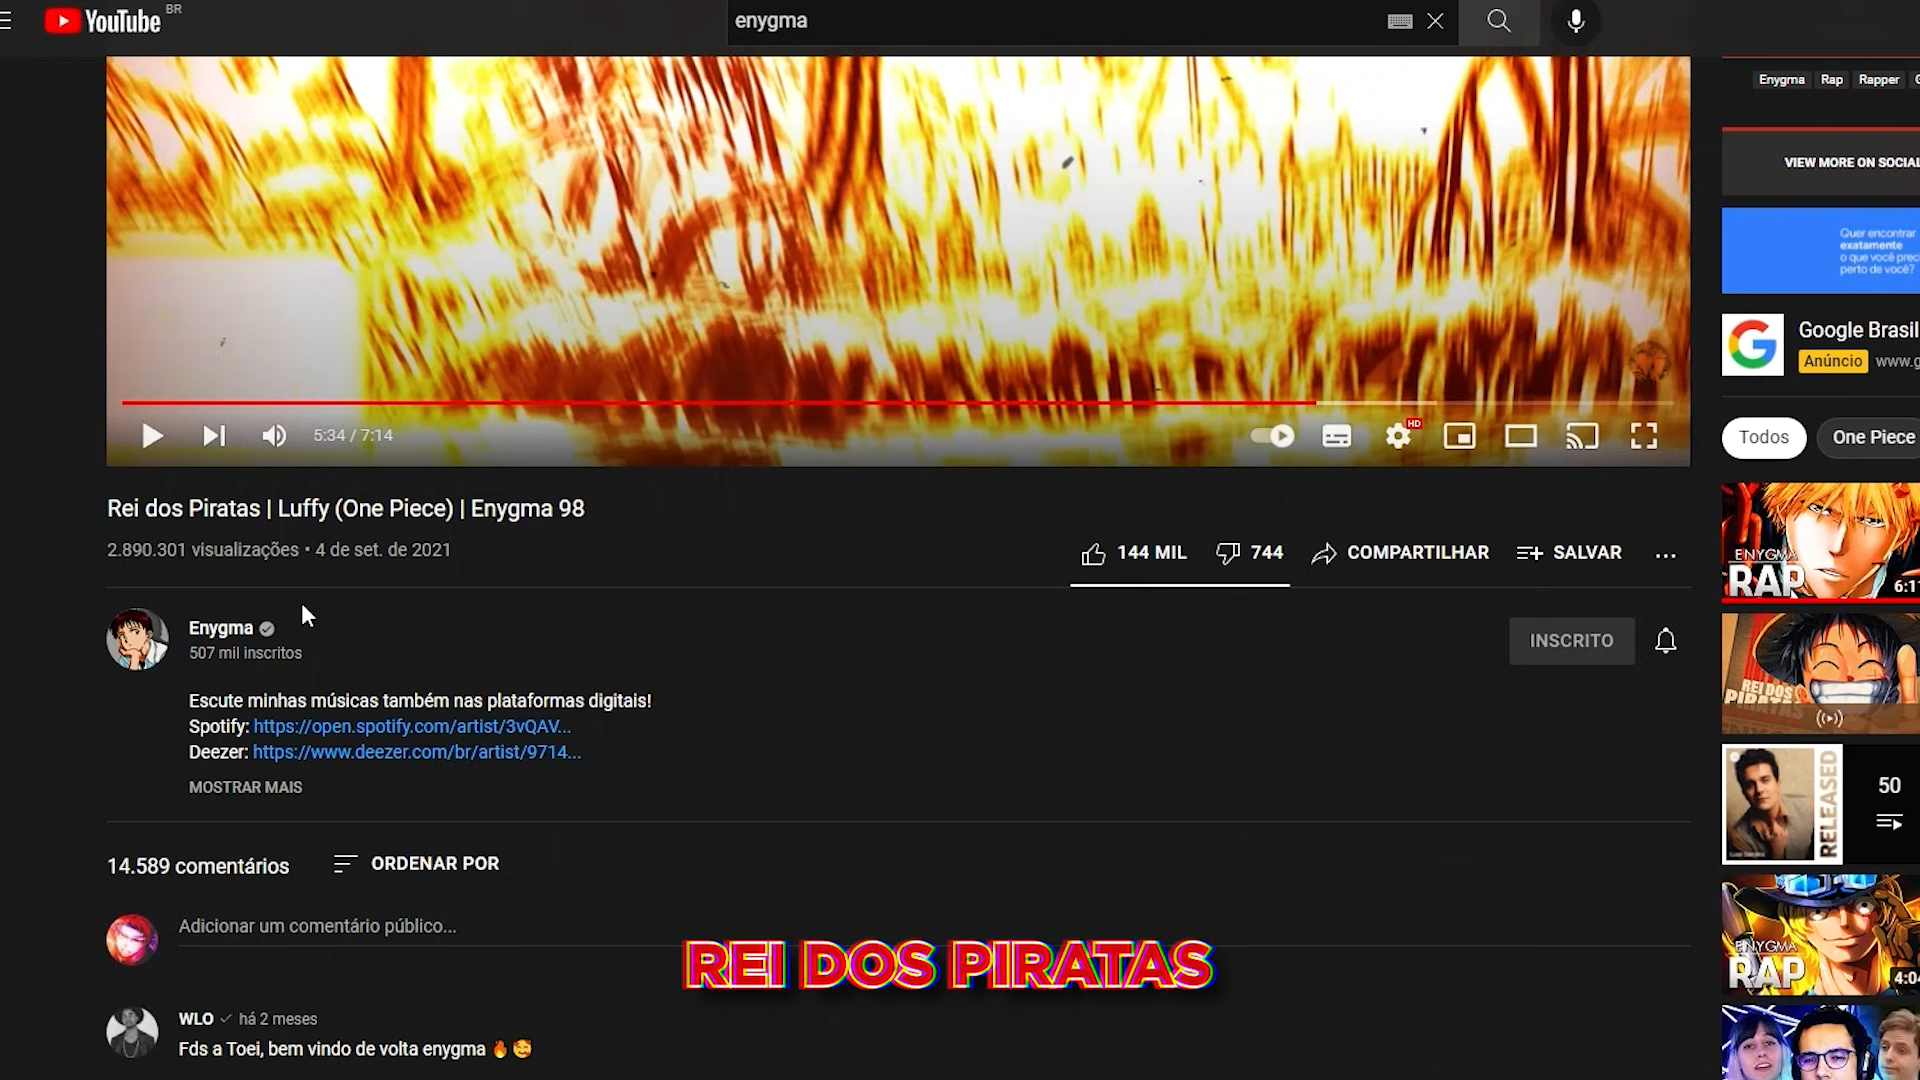 YouTube BR
enygma
Enygma Rap Rapper
VIEW MORE ON SOCIAL
Quer encontrar
exatamente
o que você prec
perto de você?
Google Brasil
Anúncio www.g
5:34 / 7:14
HD
Todos One Piece
Rei dos Piratas | Luffy (One Piece) | Enygma 98
2.890.301 visualizações • 4 de set. de 2021
144 MIL 744 COMPARTILHAR SALVAR ...
ENYGMA
RAP
6:11
Enygma
507 mil inscritos
INSCRITO
REI DOS
PIRATAS
Escute minhas músicas também nas plataformas digitais!
Spotify: https://open.spotify.com/artist/3vQAV...
Deezer: https://www.deezer.com/br/artist/9714...
MOSTRAR MAIS
RELEASED
50
14.589 comentários ORDENAR POR
Adicionar um comentário público...
ENYGMA
RAP
4:04
REI DOS PIRATAS
WLO há 2 meses
Fds a Toei, bem vindo de volta enygma 🔥🥰